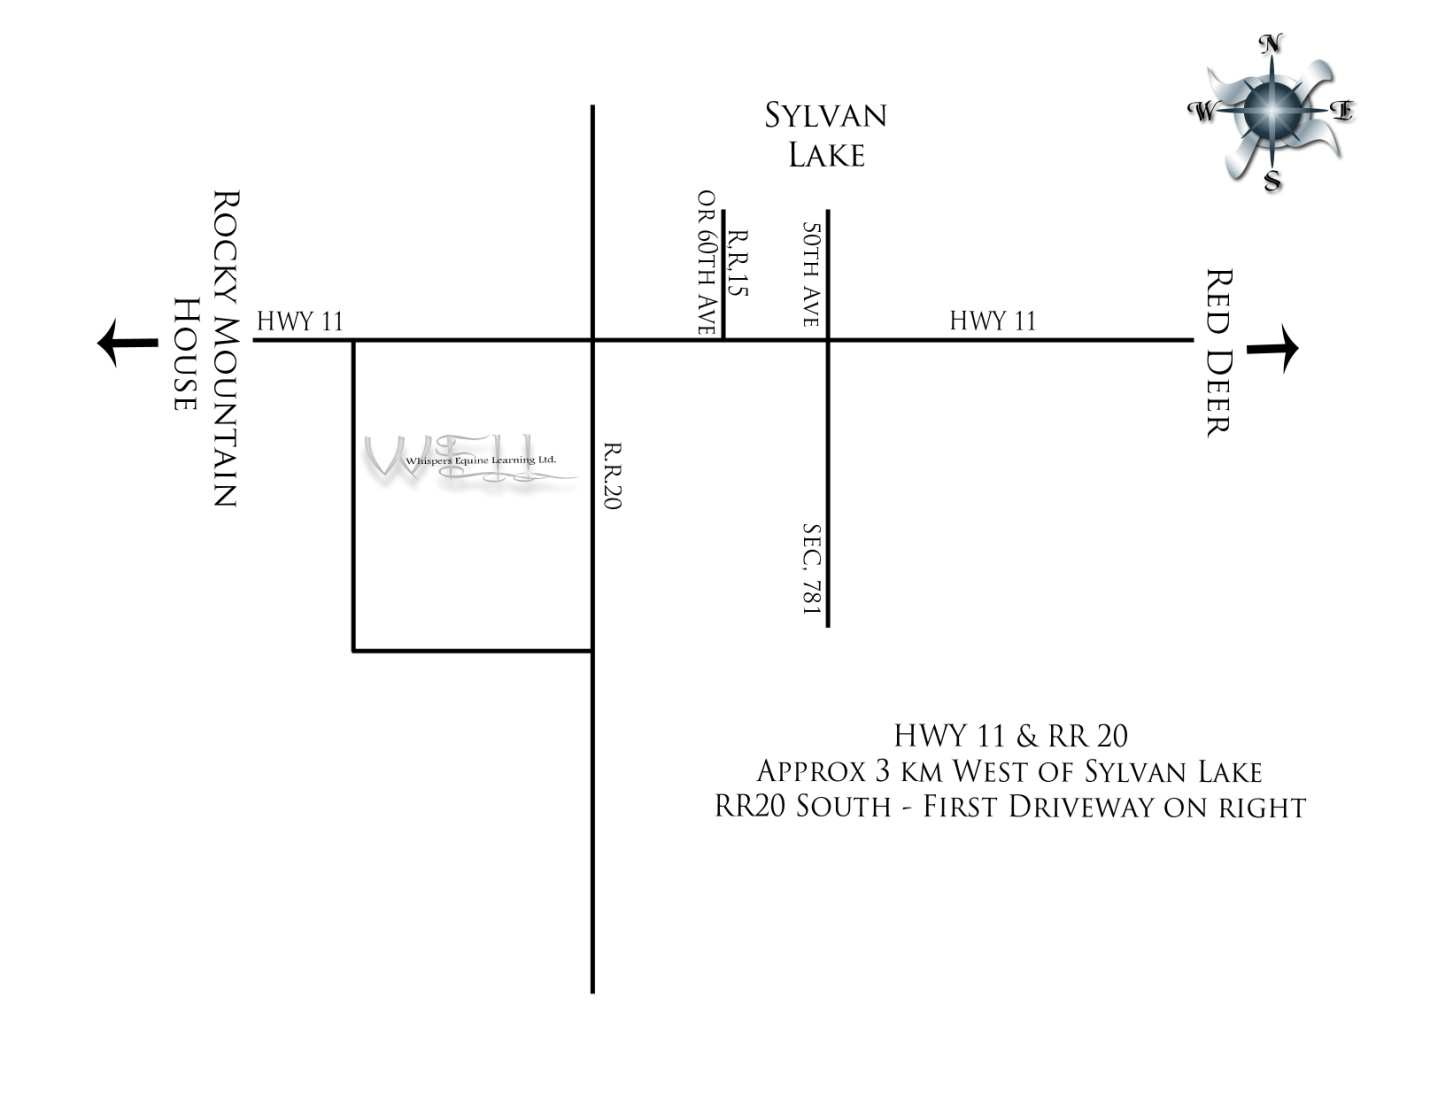 N
W
E
S
SYLVAN
LAKE
ROCKY MOUNTAIN
HOUSE
HWY 11
OR 60TH AVE
R,R,15
50TH AVE
HWY 11
RED DEER
WEll
Whispers Equine Learning Ltd.
R.R.20
SEC, 781
HWY 11 & RR 20
APPROX 3 KM WEST OF SYLVAN LAKE
RR20 SOUTH - FIRST DRIVEWAY ON RIGHT